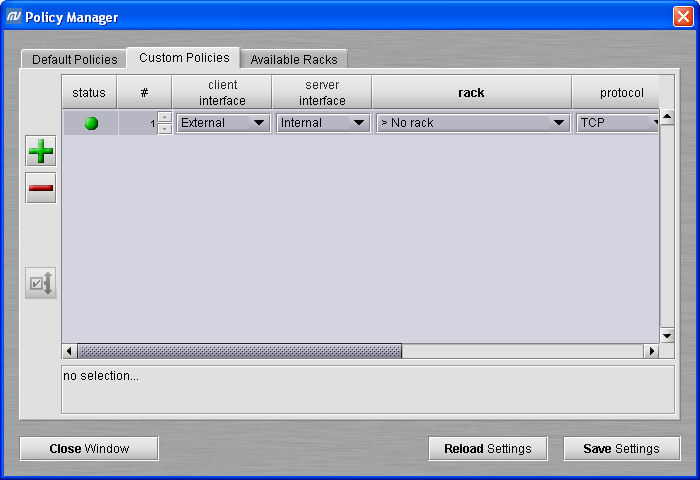 Policy Manager
Default Policies Custom Policies Available Racks
status # client interface server interface rack protocol
1 External Internal > No rack TCP
no selection...
Close Window Reload Settings Save Settings